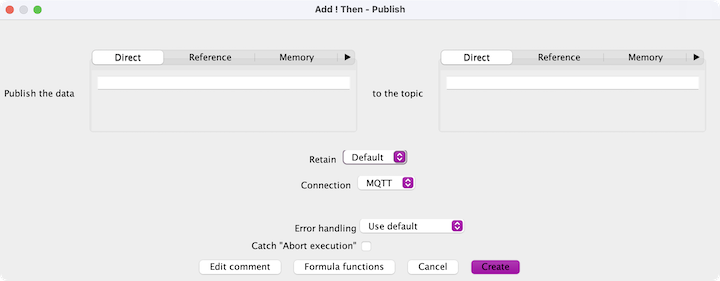 Add ! Then - Publish
Direct Reference Memory Direct Reference Memory
Publish the data to the topic
Retain Default
Connection MQTT
Error handling Use default
Catch "Abort execution"
Edit comment Formula functions Cancel Create